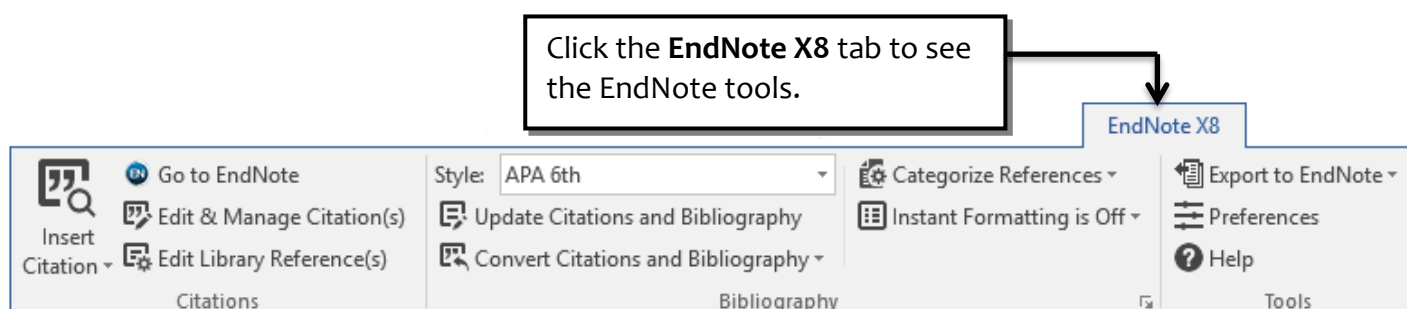 Click the EndNote X8 tab to see
the EndNote tools.
EndNote X8
Insert
Citation
Go to EndNote
Edit & Manage Citation(s)
Edit Library Reference(s)
Citations
Style: APA 6th
Update Citations and Bibliography
Convert Citations and Bibliography
Categorize References
Instant Formatting is Off
Bibliography
Export to EndNote
Preferences
Help
Tools